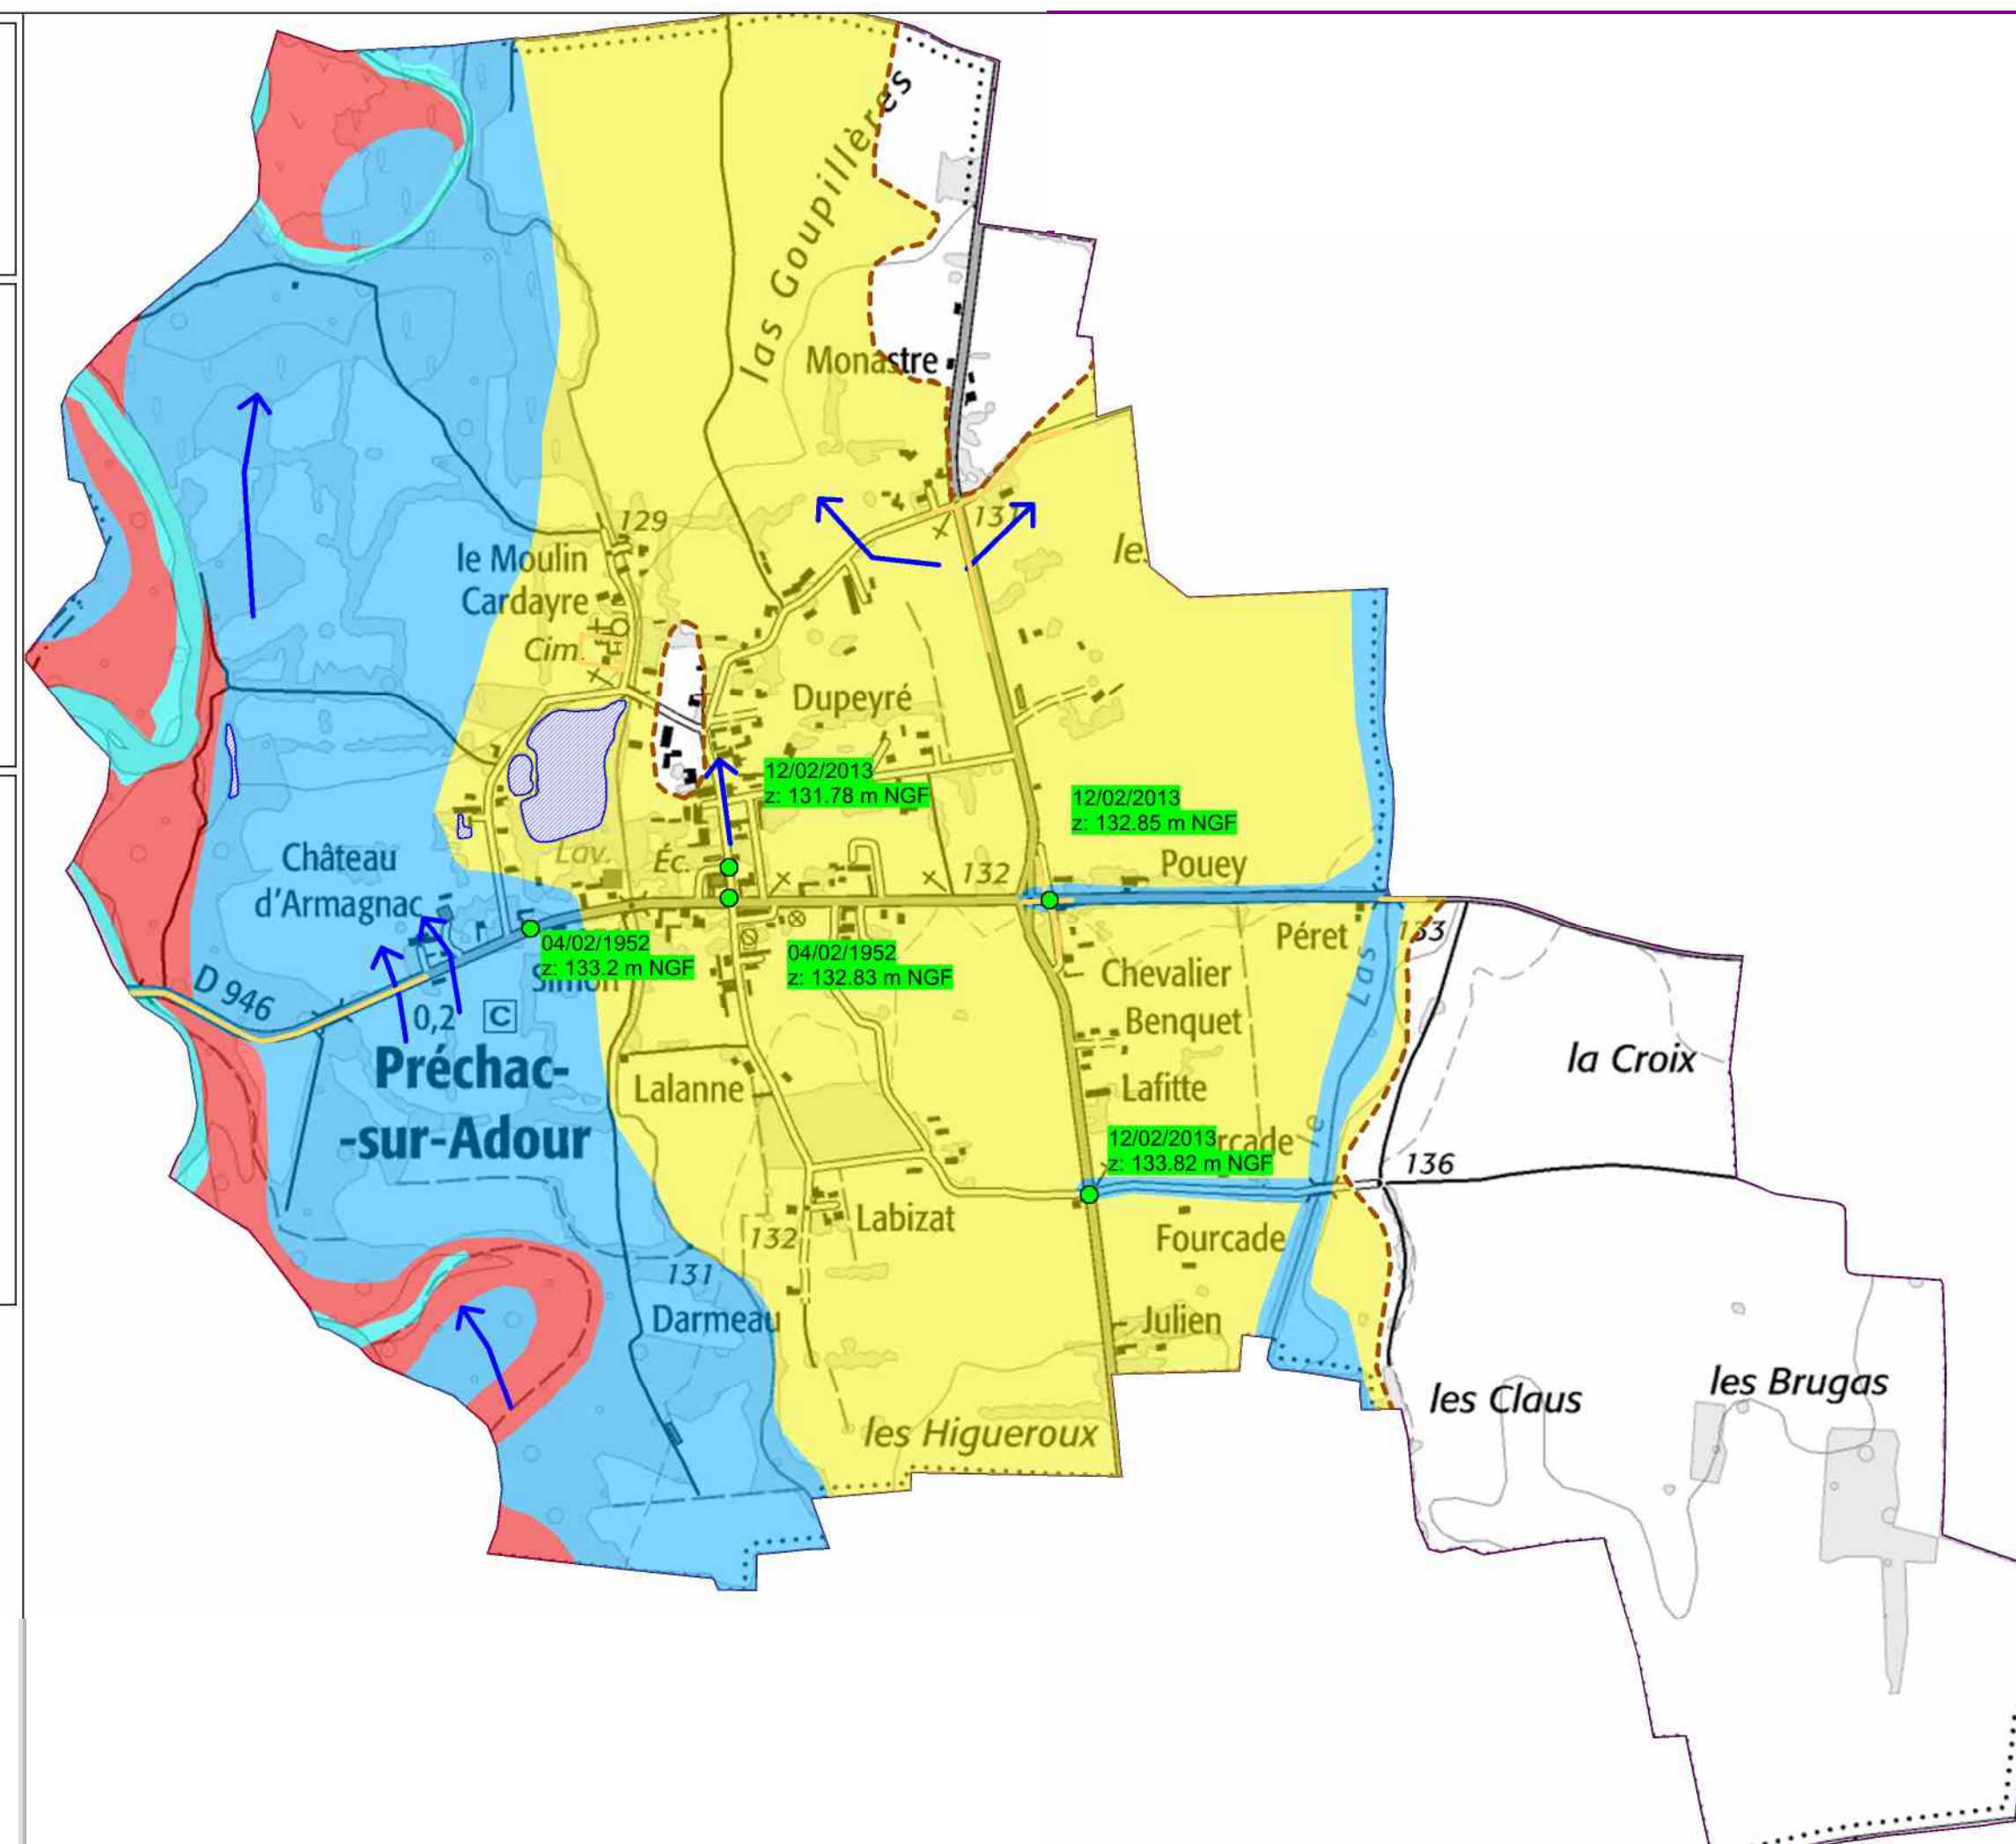 las Goupillères
Monastre
129
131
le Moulin
Cardayre
le
Cim.
Dupeyré
12/02/2013
z: 131.78 m NGF
12/02/2013
z: 132.85 m NGF
Château
d'Armagnac
Lav.
Éc.
132
Pouey
Péret
133
04/02/1952
z: 133.2 m NGF
04/02/1952
z: 132.83 m NGF
Simon
D 946
0,2
C
Chevalier
Benquet
Las
la Croix
Préchac-
-sur-Adour
Lalanne
Lafitte
12/02/2013
z: 133.82 m NGF
rcade
le
136
Labizat
132
Fourcade
131
Darmeau
Julien
les Higueroux
les Claus
les Brugas